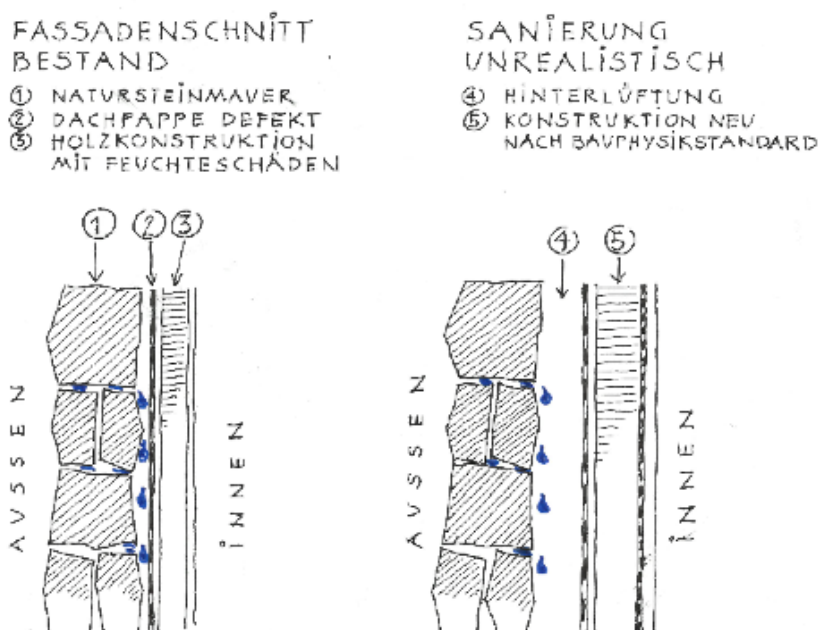 FASSADENSCHNITT
BESTAND
① NATURSTEINMAUER
② DACHPAPPE DEFEKT
③ HOLZKONSTRUKTION
MIT FEUCHTESCHÄDEN
SANIERUNG
UNREALISTISCH
④ HINTERLÜFTUNG
⑤ KONSTRUKTION NEU
NACH BAUPHYSIKSTANDARD
① ② ③
④ ⑤
AUSSEN
INNEN
AUSSEN
INNEN